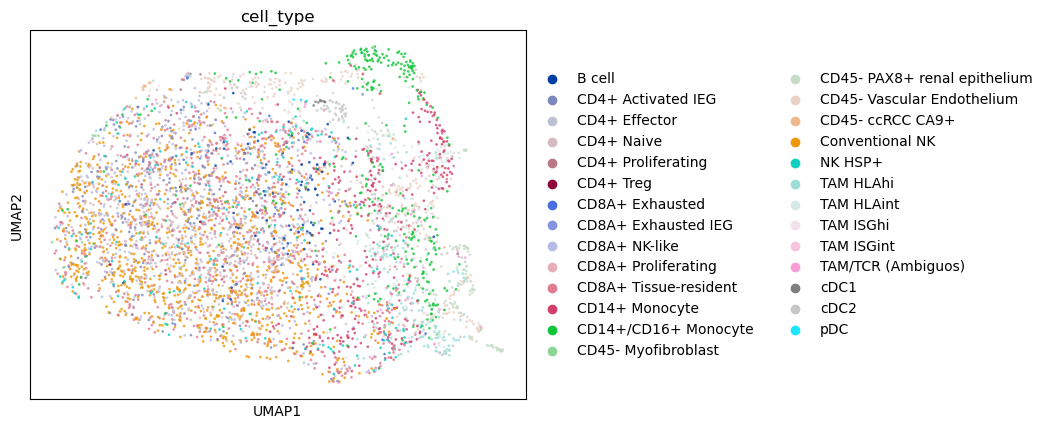 cell_type
UMAP2
UMAP1
B cell
CD4+ Activated IEG
CD4+ Effector
CD4+ Naive
CD4+ Proliferating
CD4+ Treg
CD8A+ Exhausted
CD8A+ Exhausted IEG
CD8A+ NK-like
CD8A+ Proliferating
CD8A+ Tissue-resident
CD14+ Monocyte
CD14+/CD16+ Monocyte
CD45- Myofibroblast
CD45- PAX8+ renal epithelium
CD45- Vascular Endothelium
CD45- ccRCC CA9+
Conventional NK
NK HSP+
TAM HLAhi
TAM HLAint
TAM ISGhi
TAM ISGint
TAM/TCR (Ambiguos)
cDC1
cDC2
pDC